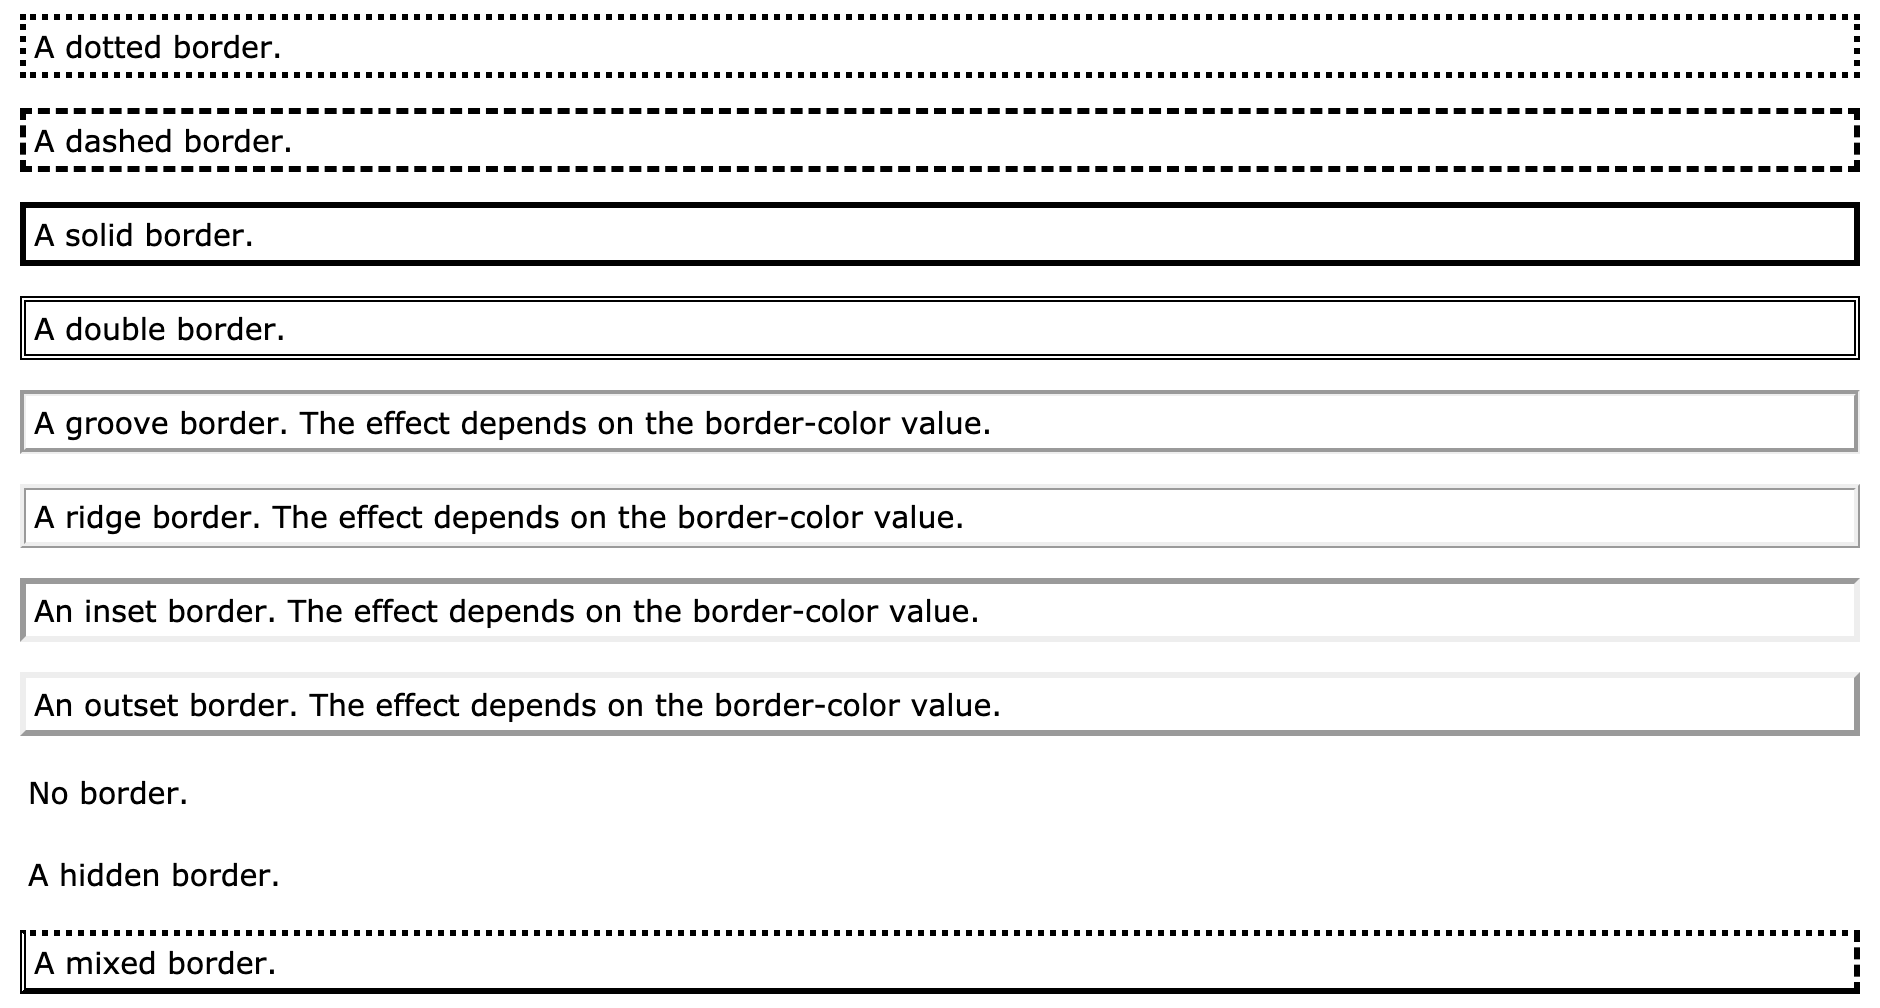 A dotted border.
A dashed border.
A solid border.
A double border.
A groove border. The effect depends on the border-color value.
A ridge border. The effect depends on the border-color value.
An inset border. The effect depends on the border-color value.
An outset border. The effect depends on the border-color value.
No border.
A hidden border.
A mixed border.